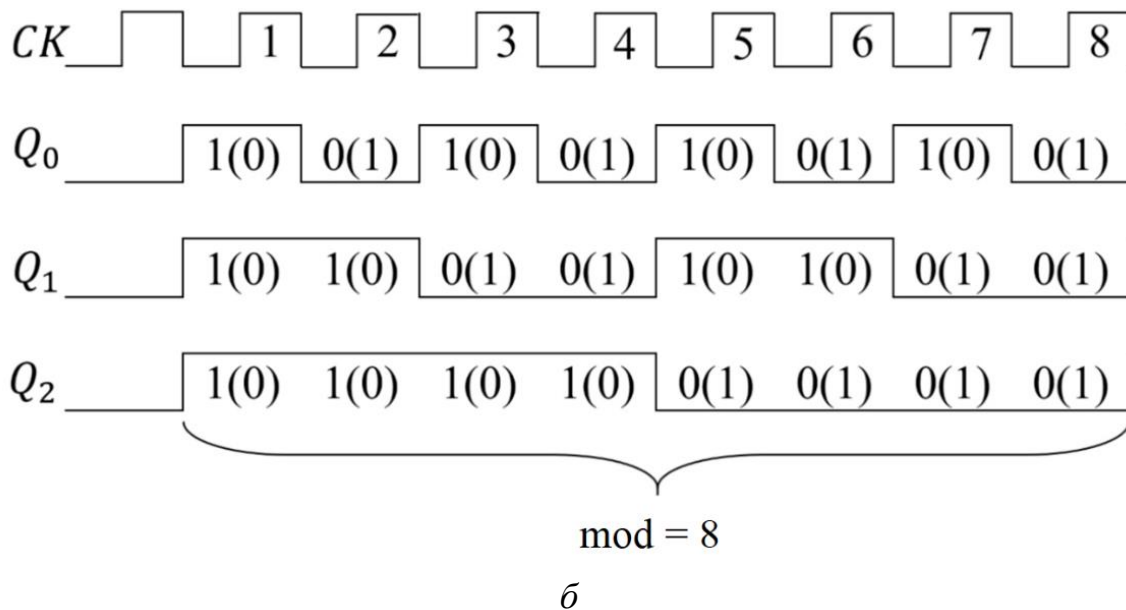 CK 1 2 3 4 5 6 7 8
Q₀ 1(0) 0(1) 1(0) 0(1) 1(0) 0(1) 1(0) 0(1)
Q₁ 1(0) 1(0) 0(1) 0(1) 1(0) 1(0) 0(1) 0(1)
Q₂ 1(0) 1(0) 1(0) 1(0) 0(1) 0(1) 0(1) 0(1)
mod = 8
б